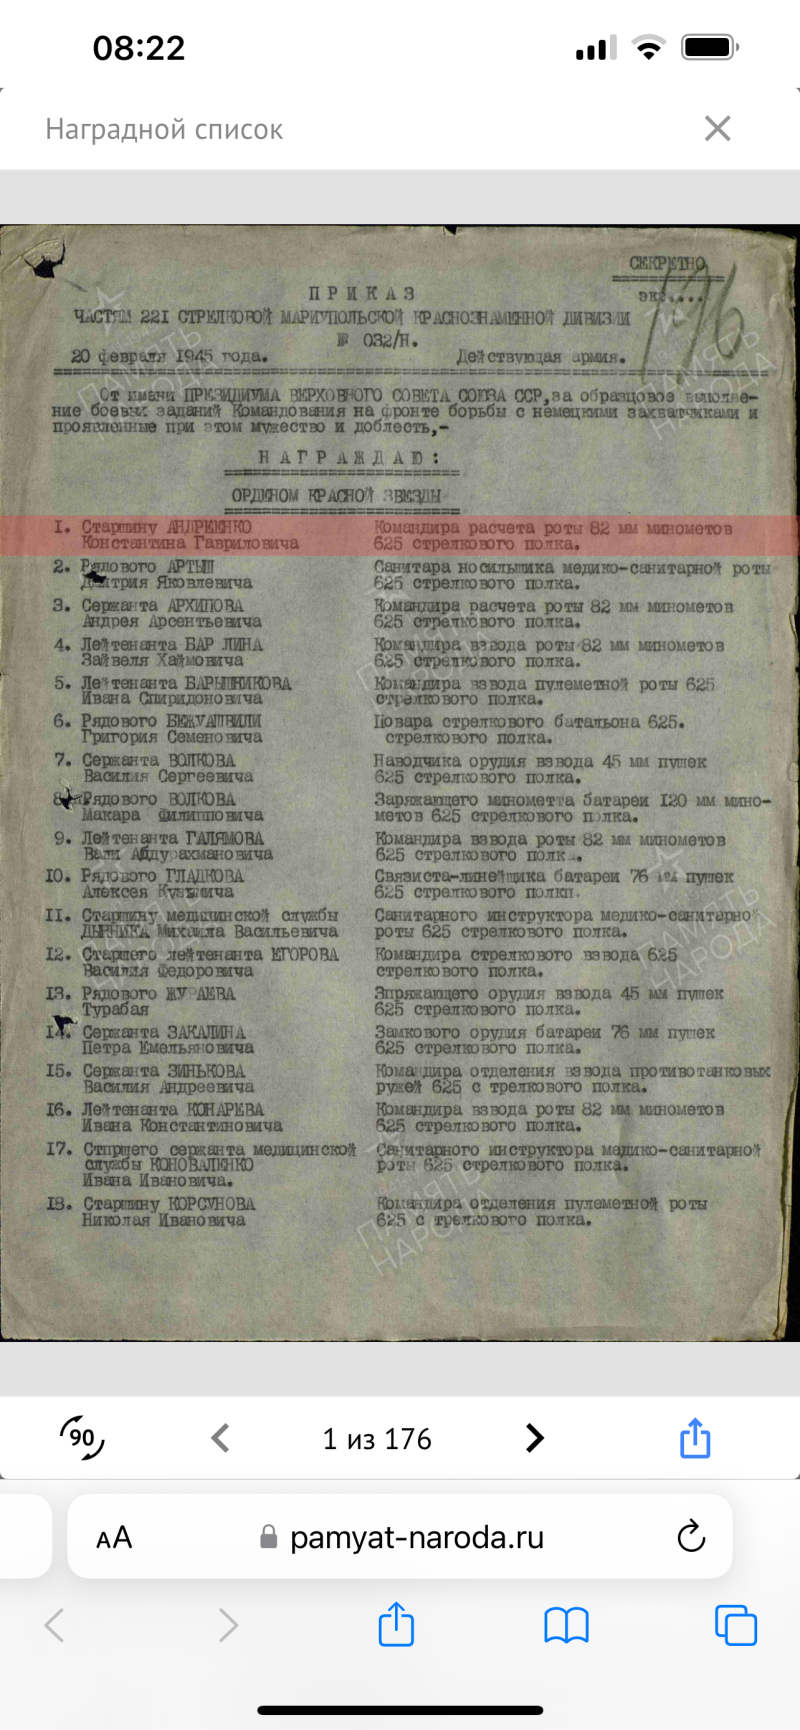 08:22
Наградной список
СЕКРЕТНО
экз....
196
ПРИКАЗ
ЧАСТЯМ 221 СТРЕЛКОВОЙ МАРИУПОЛЬСКОЙ КРАСНОЗНАМЕННОЙ ДИВИЗИИ
№ 032/Н.
20 февраля 1945 года. Действующая армия.
От имени ПРЕЗИДИУМА ВЕРХОВНОГО СОВЕТА СОЮЗА ССР,за образцовое выполне-
ние боевых заданий Командования на фронте борьбы с немецкими захватчиками и
проявленные при этом мужество и доблесть,-
НАГРАЖДАЮ:
ОРДЕНОМ КРАСНОЙ ЗВЕЗДЫ
1. Старшину АНДРЕЕНКО Командира расчета роты 82 мм минометов
Константина Гавриловича 625 стрелкового полка.
2. Рядового АРТЫШ Санитара носильщика медико-санитарной роты
Дмитрия Яковлевича 625 стрелкового полка.
3. Сержанта АРХИПОВА Командира расчета роты 82 мм минометов
Андрея Арсентьевича 625 стрелкового полка.
4. Лейтенанта БАР ЛИНА Командира взвода роты 82 мм минометов
Зайвеля Хаймовича 625 стрелкового полка.
5. Лейтенанта БАРЫШНИКОВА Командира взвода пулеметной роты 625
Ивана Спиридоновича стрелкового полка.
6. Рядового БЕЖУАШВИЛИ Повара стрелкового батальона 625.
Григория Семеновича стрелкового полка.
7. Сержанта ВОЛКОВА Наводчика орудия взвода 45 мм пушек
Василия Сергеевича 625 стрелкового полка.
8. Рядового ВОЛКОВА Заряжающего минометта батареи 120 мм мино-
Макара Филипповича метов 625 стрелкового полка.
9. Лейтенанта ГАЛЯМОВА Командира взвода роты 82 мм минометов
Вали Абдурахмановича 625 стрелкового полк .
10. Рядового ГЛАДКОВА Связиста-линейщика батареи 76 мм пушек
Алексея Кузьмича 625 стрелкового полкп.
11. Старшину медицинской службы Санитарного инструктора медико-санитарно
Михаила Васильевича роты 625 стрелкового полка.
12. Старшего лейтенанта ЕГОРОВА Командира стрелкового взвода 625
Василия Федоровича стрелкового полка.
13. Рядового ЖУРАЕВА Зпряжающего орудия взвода 45 мм пушек
Турабая 625 стрелкового полка.
14. Сержанта ЗАКАЛИНА Замкового орудия батареи 76 мм пушек
Петра Емельяновича 625 стрелкового полка.
15. Сержанта ЗИНЬКОВА Командира отделения взвода противотанковых
Василия Андреевича ружей 625 с трелкового полка.
16. Лейтенанта КОНАРЕВА Командира взвода роты 82 мм минометов
Ивана Константиновича 625 стрелкового полка.
17. Стпршего сержанта медицинской Санитарного инструктора медико-санитарной
службы КОНОВАЛЕНКО роты 625 стрелкового полка.
Ивана Ивановича.
18. Старшину КОРСУНОВА Командира отделения пулеметной роты
Николая Ивановича 625 с трелкового полка.
ПАМЯТЬ НАРОДА
90 1 из 176
AA pamyat-naroda.ru